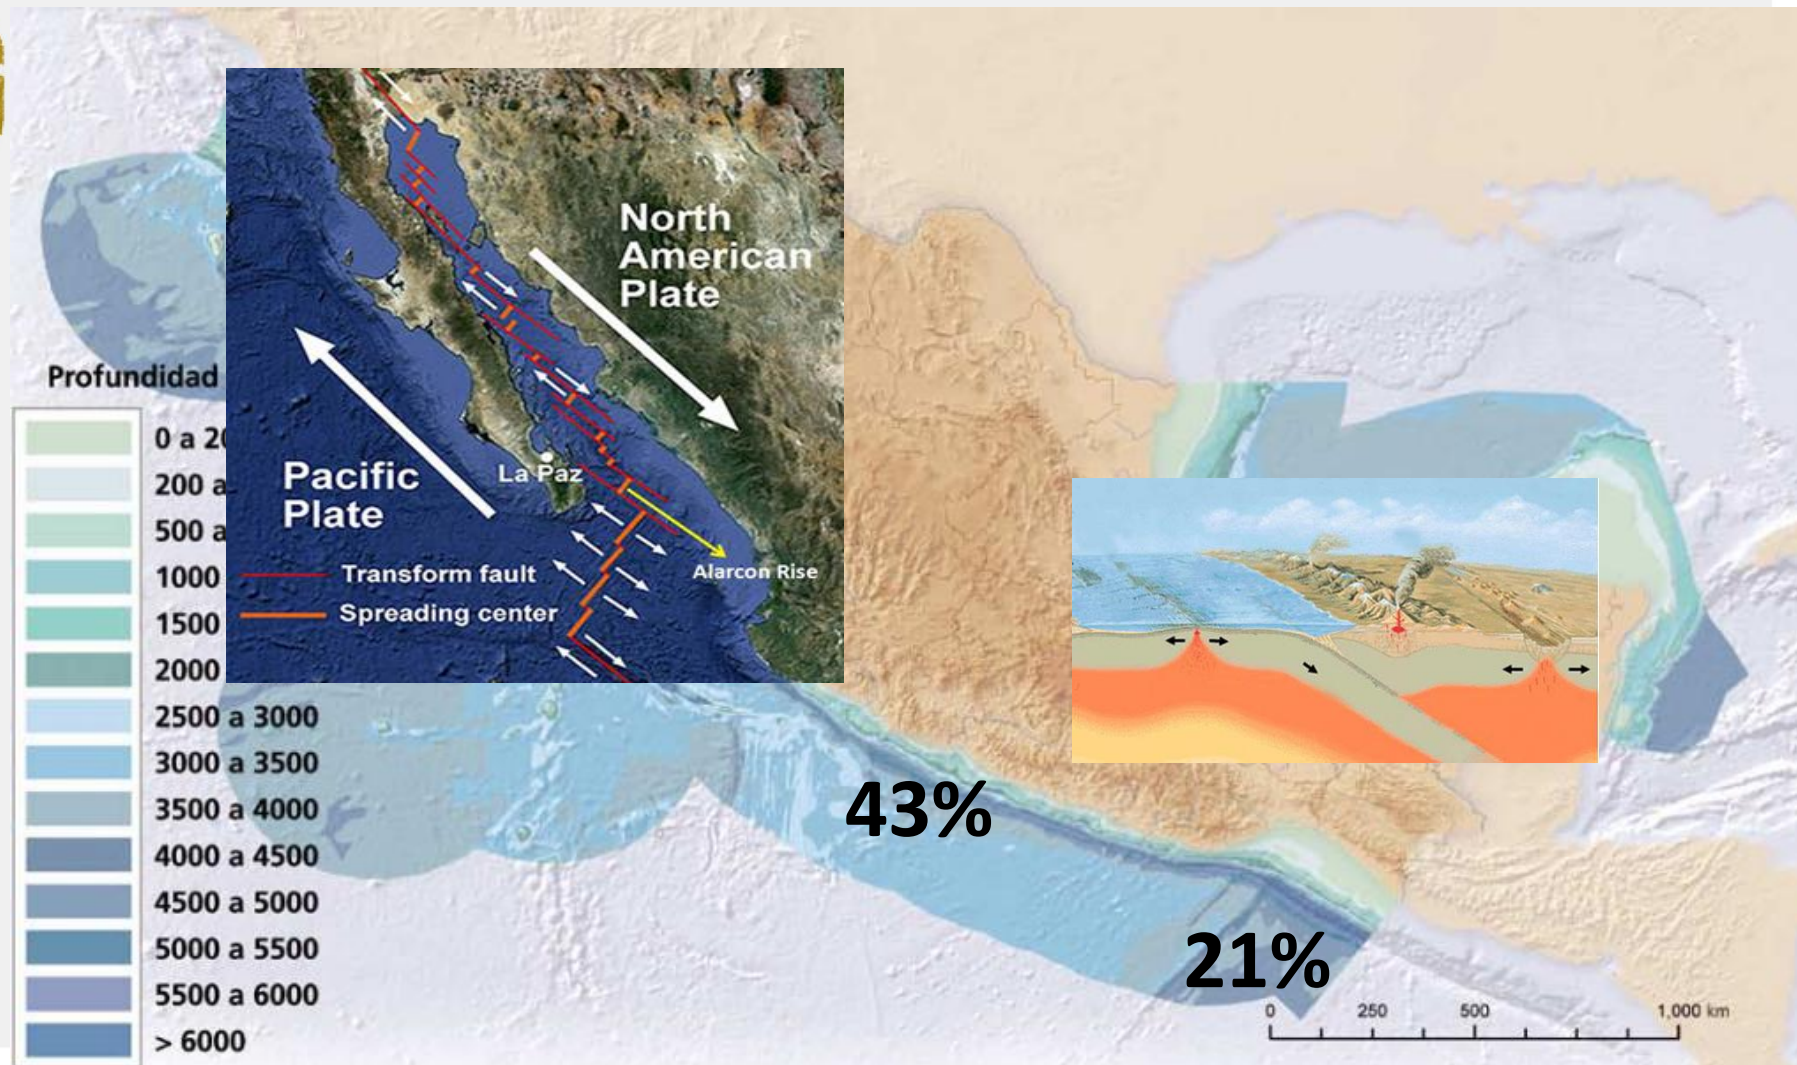 North
American
Plate
Pacific
Plate
La Paz
Alarcon Rise
Transform fault
Spreading center
Profundidad
0 a
200 a
500 a
1000
1500
2000
2500 a 3000
3000 a 3500
3500 a 4000
4000 a 4500
4500 a 5000
5000 a 5500
5500 a 6000
> 6000
43%
21%
0 250 500 1,000 km